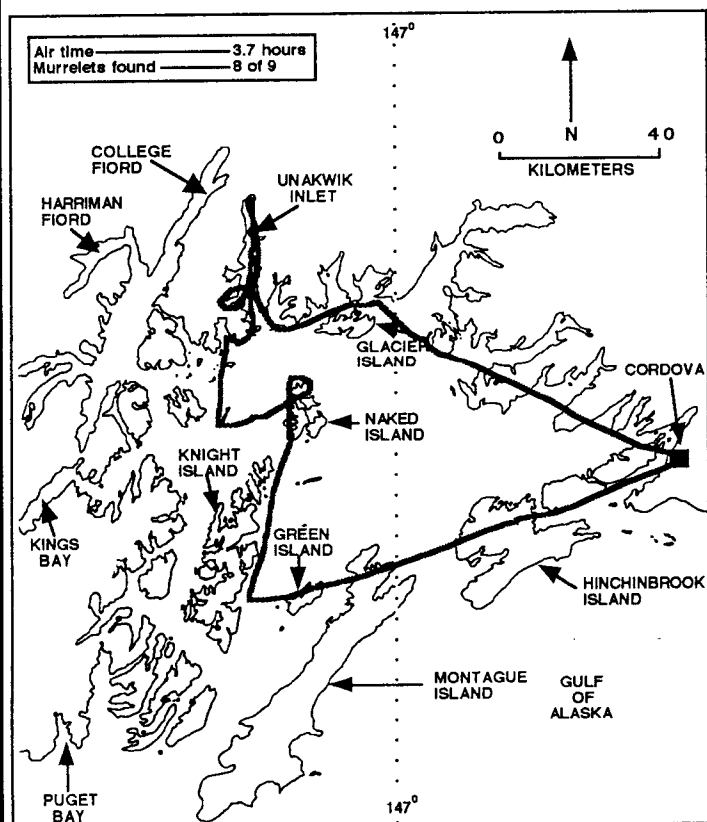 Air time 3.7 hours
Murrelets found 8 of 9
147°
0 N 40
KILOMETERS
COLLEGE
FIORD
UNAKWIK
INLET
HARRIMAN
FIORD
GLACIER
ISLAND
CORDOVA
NAKED
ISLAND
KNIGHT
ISLAND
KINGS
BAY
GREEN
ISLAND
HINCHINBROOK
ISLAND
MONTAGUE
ISLAND
GULF
OF
ALASKA
PUGET
BAY
147°